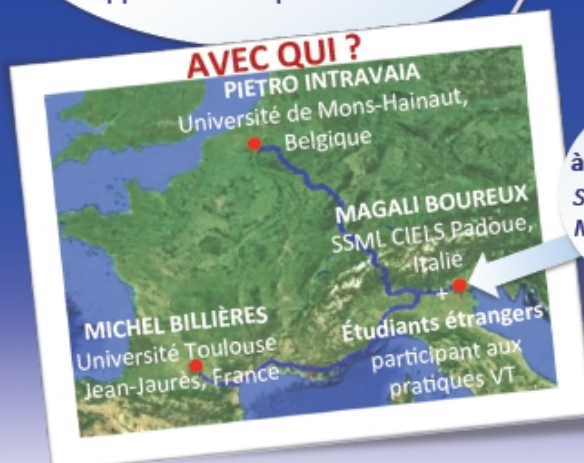 AVEC QUI ?
PIETRO INTRAVAIA
Université de Mons-Hainaut,
Belgique
MAGALI BOUREUX
SSML CIELS Padoue,
Italie
+
Étudiants étrangers
participant aux
pratiques VT
MICHEL BILLIÈRES
Université Toulouse
Jean-Jaurès, France
à